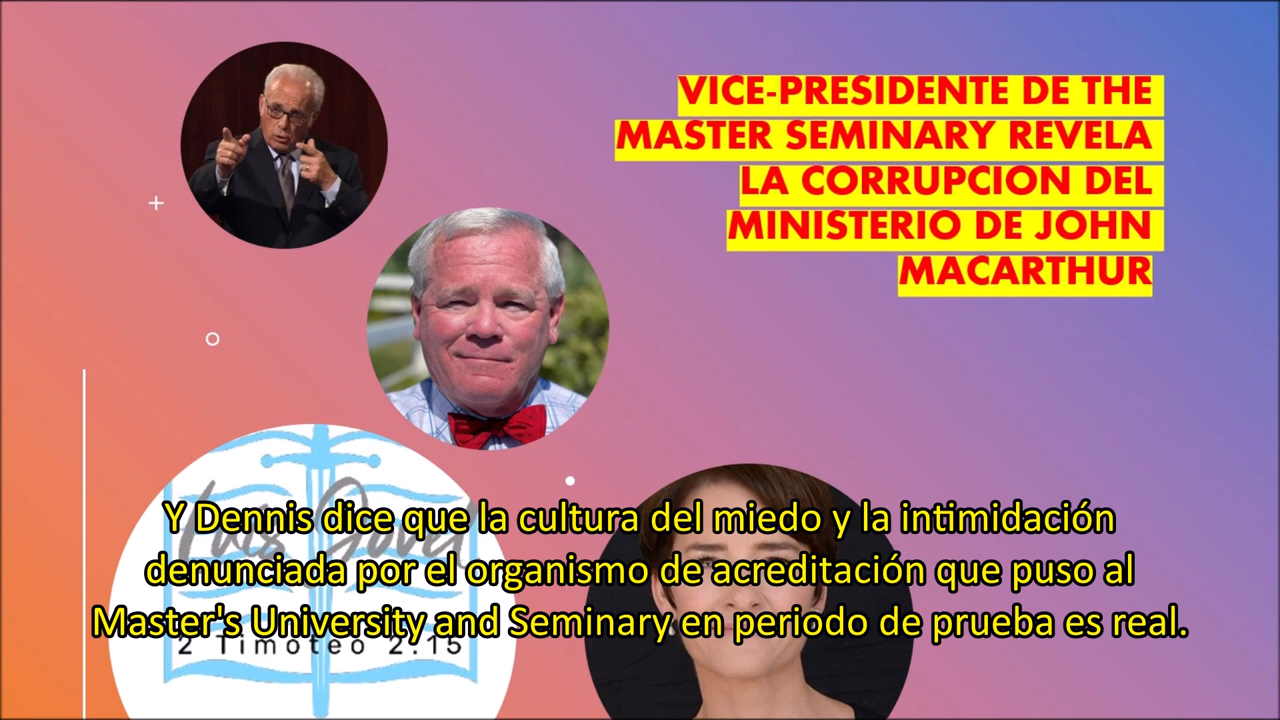 VICE-PRESIDENTE DE THE
MASTER SEMINARY REVELA
LA CORRUPCION DEL
MINISTERIO DE JOHN
MACARTHUR
Y Dennis dice que la cultura del miedo y la intimidación
denunciada por el organismo de acreditación que puso al
Master's University and Seminary en periodo de prueba es real.
2 Timoteo 2:15